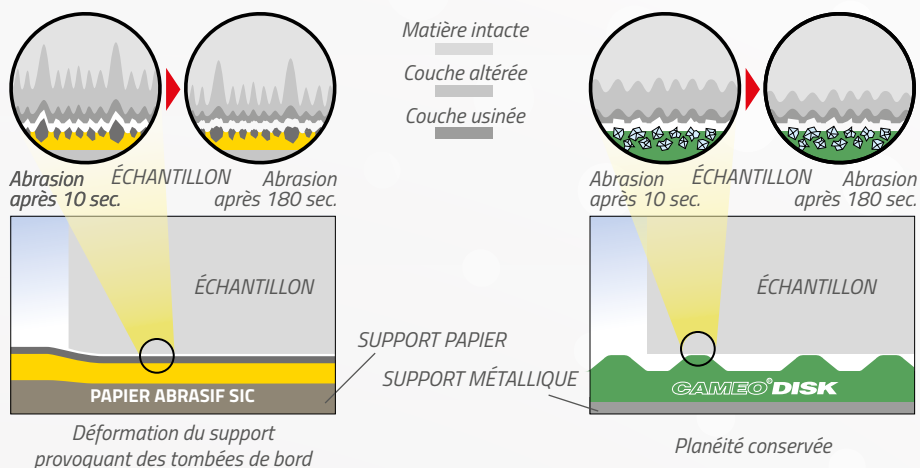 Matière intacte
Couche altérée
Couche usinée
Abrasion
après 10 sec.
ÉCHANTILLON
Abrasion
après 180 sec.
ÉCHANTILLON
PAPIER ABRASIF SIC
Déformation du support
provoquant des tombées de bord
SUPPORT PAPIER
SUPPORT MÉTALLIQUE
Abrasion
après 10 sec.
ÉCHANTILLON
Abrasion
après 180 sec.
ÉCHANTILLON
CAMEO® DISK
Planéité conservée